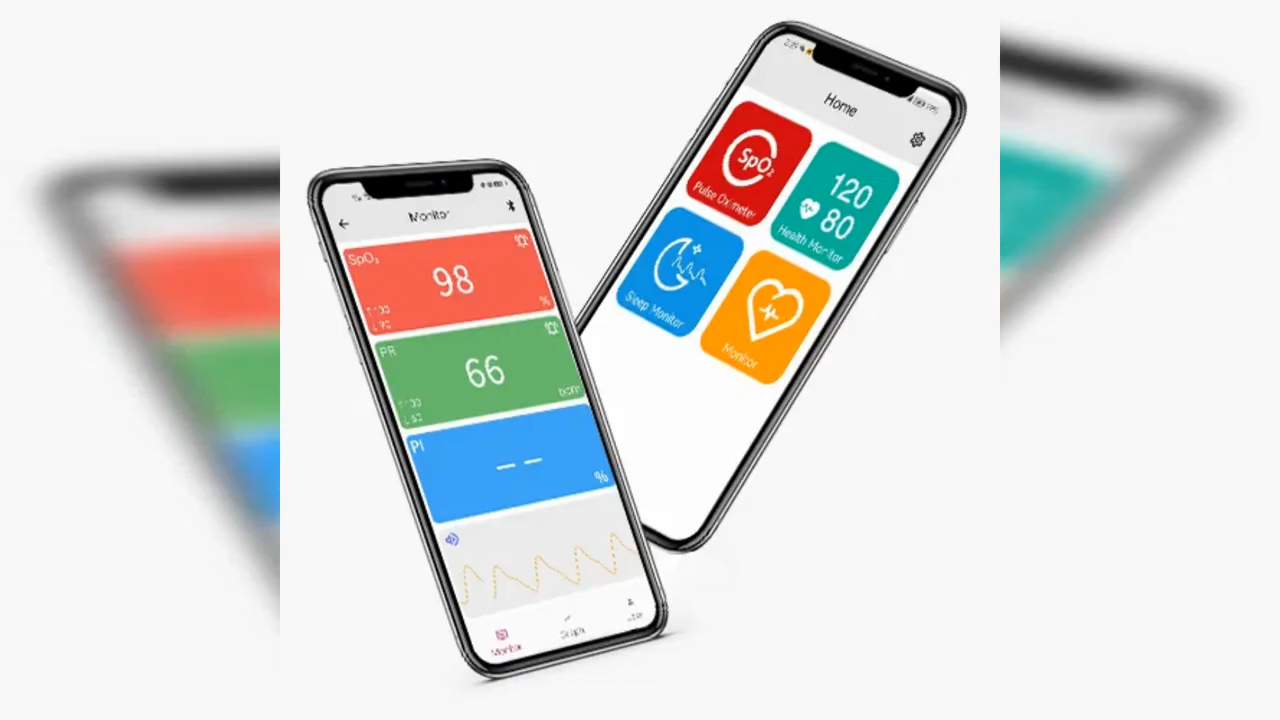 Monitor
SpO₂
98
%
PR
66
bpm
PI
-- 
%
Monitor
Graph
Home
SpO₂
Pulse Oximeter
120
80
Health Monitor
Sleep Monitor
Monitor